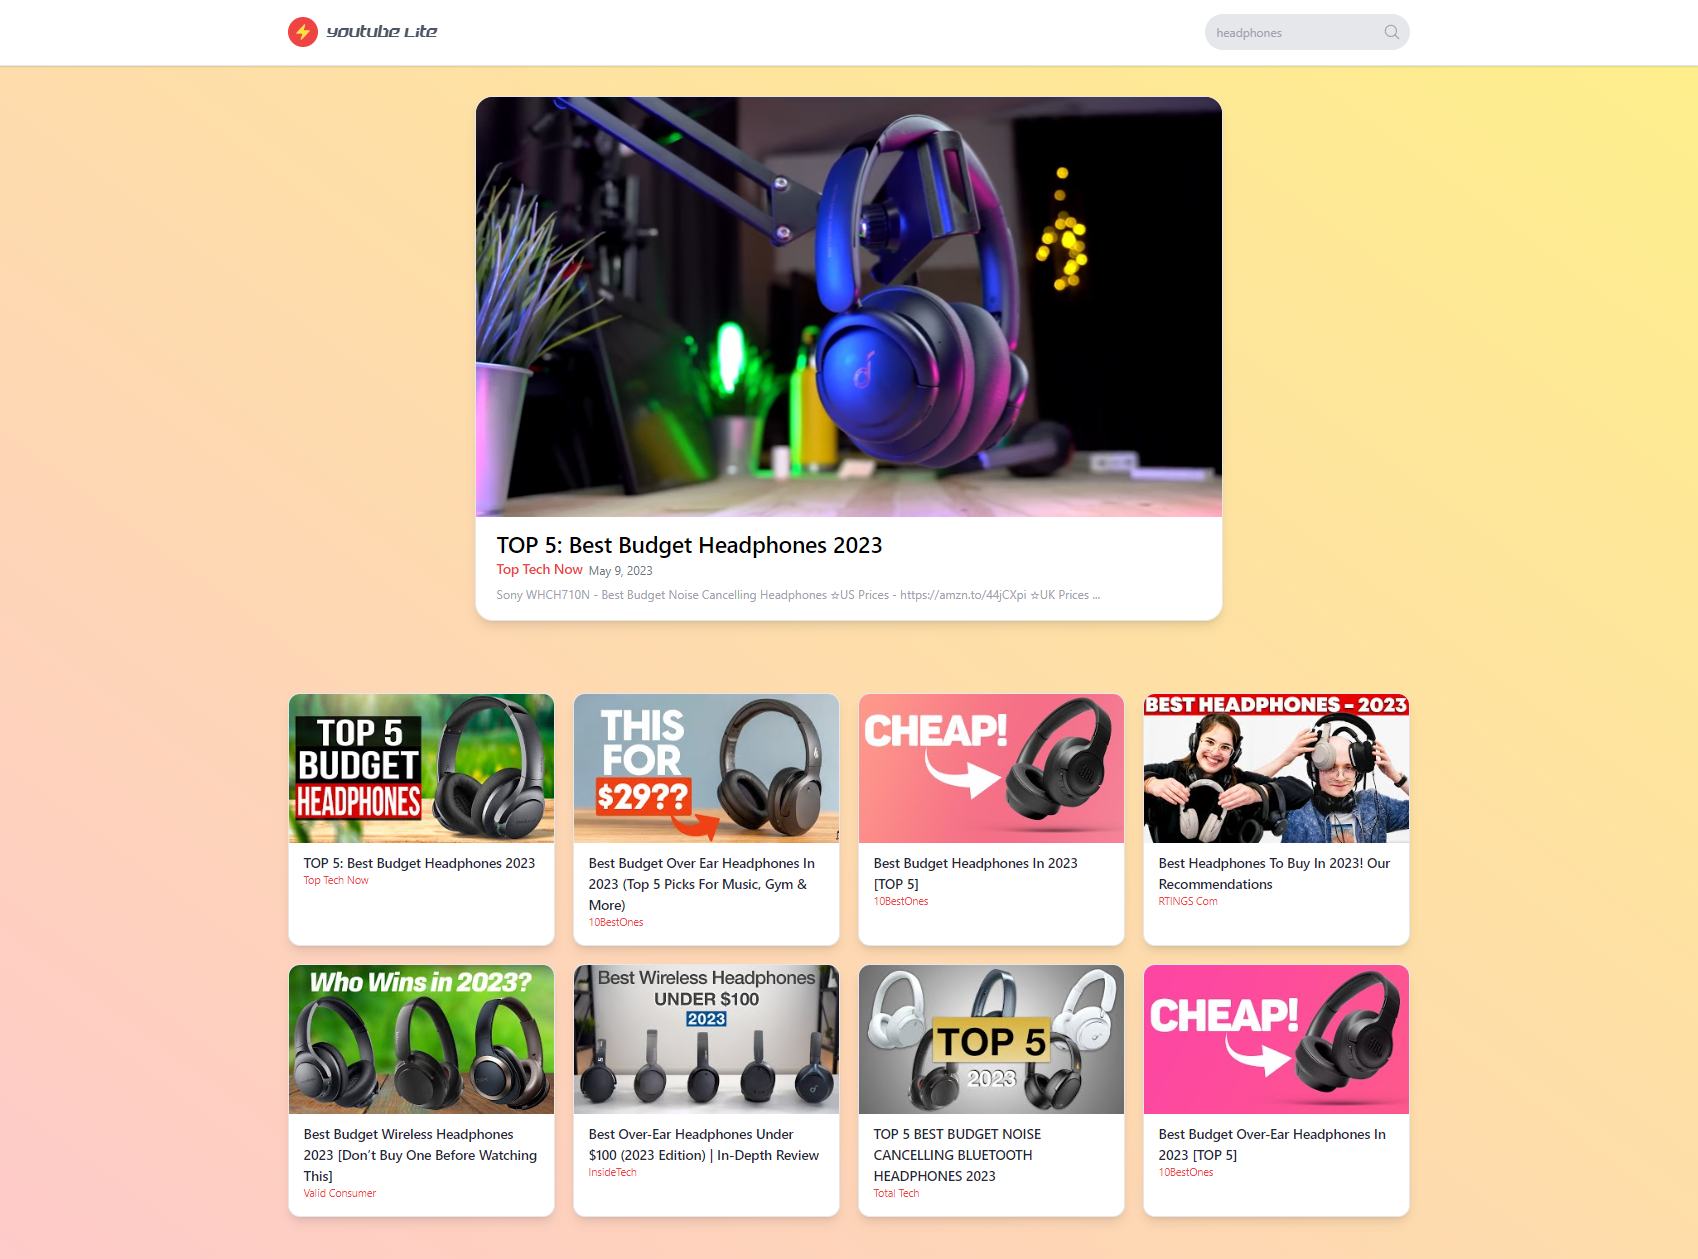 youtube Lite
headphones
TOP 5: Best Budget Headphones 2023
Top Tech Now May 9, 2023
Sony WHCH710N - Best Budget Noise Cancelling Headphones ☆US Prices - https://amzn.to/44jCXpi ☆UK Prices ...
TOP 5
BUDGET
HEADPHONES
TOP 5: Best Budget Headphones 2023
Top Tech Now
THIS
FOR
$29??
Best Budget Over Ear Headphones In
2023 (Top 5 Picks For Music, Gym &
More)
10BestOnes
CHEAP!
JBL
Best Budget Headphones In 2023
[TOP 5]
10BestOnes
BEST HEADPHONES - 2023
Best Headphones To Buy In 2023! Our
Recommendations
RTINGS Com
Who Wins in 2023?
Best Budget Wireless Headphones
2023 [Don't Buy One Before Watching
This]
Valid Consumer
Best Wireless Headphones
UNDER $100
2023
Best Over-Ear Headphones Under
$100 (2023 Edition) | In-Depth Review
InsideTech
TOP 5
2023
TOP 5 BEST BUDGET NOISE
CANCELLING BLUETOOTH
HEADPHONES 2023
Total Tech
CHEAP!
JBL
Best Budget Over-Ear Headphones In
2023 [TOP 5]
10BestOnes